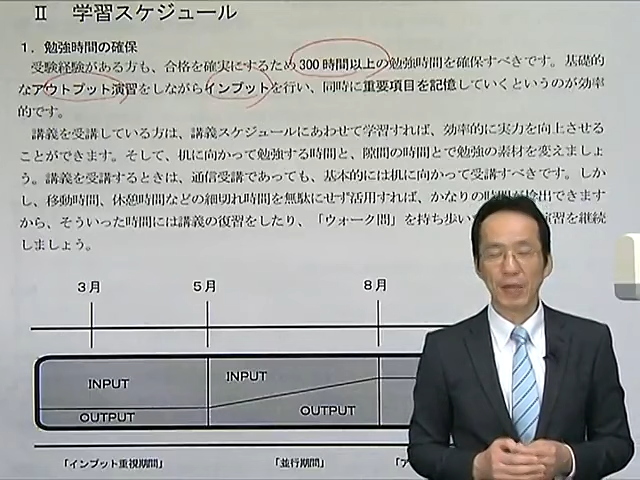 Ⅱ 学習スケジュール
1．勉強時間の確保
受験経験がある方も、合格を確実にするため300時間以上の勉強時間を確保すべきです。基礎的
なアウトプット演習をしながらインプットを行い、同時に重要項目を記憶していくというのが効率
的です。
講義を受講している方は、講義スケジュールにあわせて学習すれば、効率的に実力を向上させる
ことができます。そして、机に向かって勉強する時間と、隙間の時間とで勉強の素材を変えましょ
う。講義を受講するときは、通信受講であっても、基本的には机に向かって受講すべきです。しか
し、移動時間、休憩時間などの細切れ時間を無駄にせず活用すれば、かなりの時間が捻出できます
から、そういった時間には講義の復習をしたり、「ウォーク問」を持ち歩い 演習を継続
しましょう。
3月 5月 8月
INPUT INPUT
OUTPUT OUTPUT
「インプット重視期間」 「並行期間」 「ア